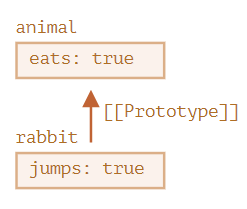 animal
eats: true
[[Prototype]]
rabbit
jumps: true